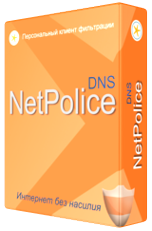 Персональный клиент фильтрации
DNS
NetPolice
Интернет без насилия
DNS
NetPolice